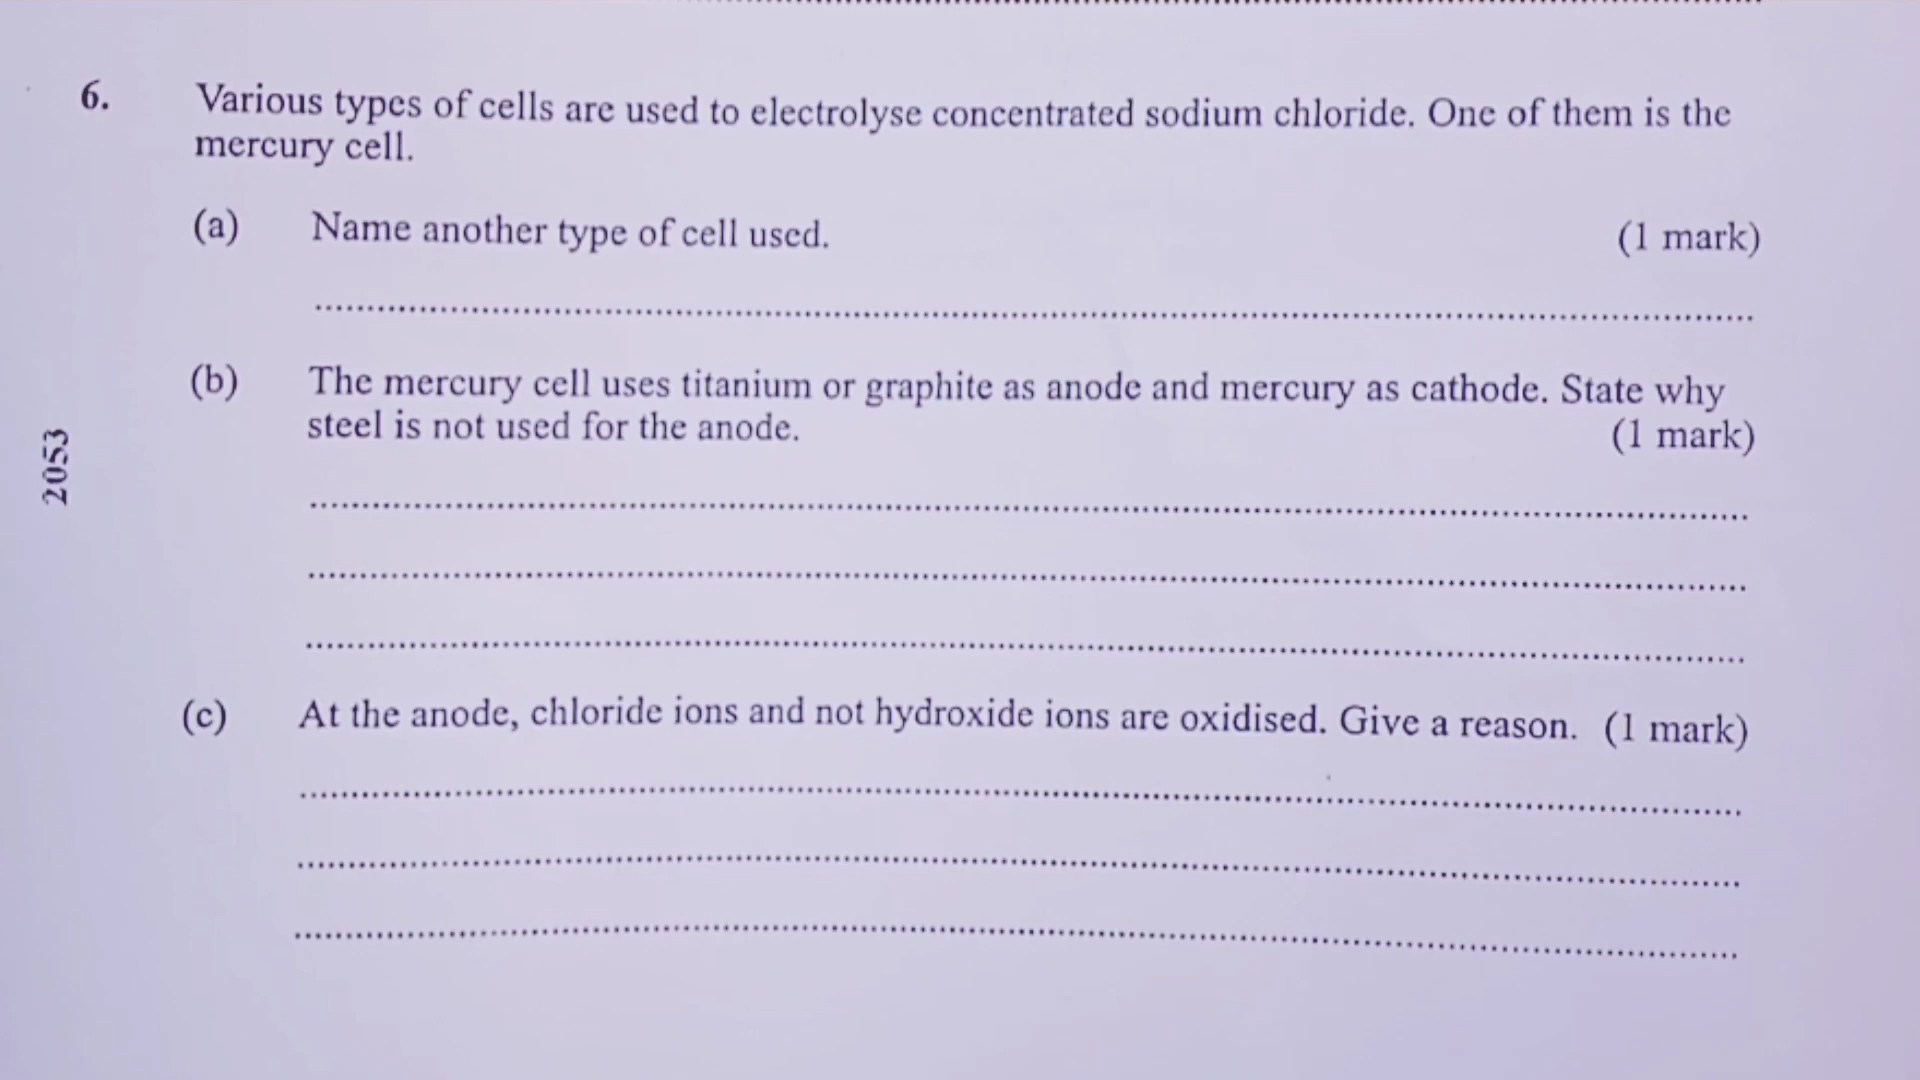 6. Various types of cells are used to electrolyse concentrated sodium chloride. One of them is the
mercury cell.
(a) Name another type of cell used. (1 mark)
(b) The mercury cell uses titanium or graphite as anode and mercury as cathode. State why
steel is not used for the anode. (1 mark)
2053
(c) At the anode, chloride ions and not hydroxide ions are oxidised. Give a reason. (1 mark)